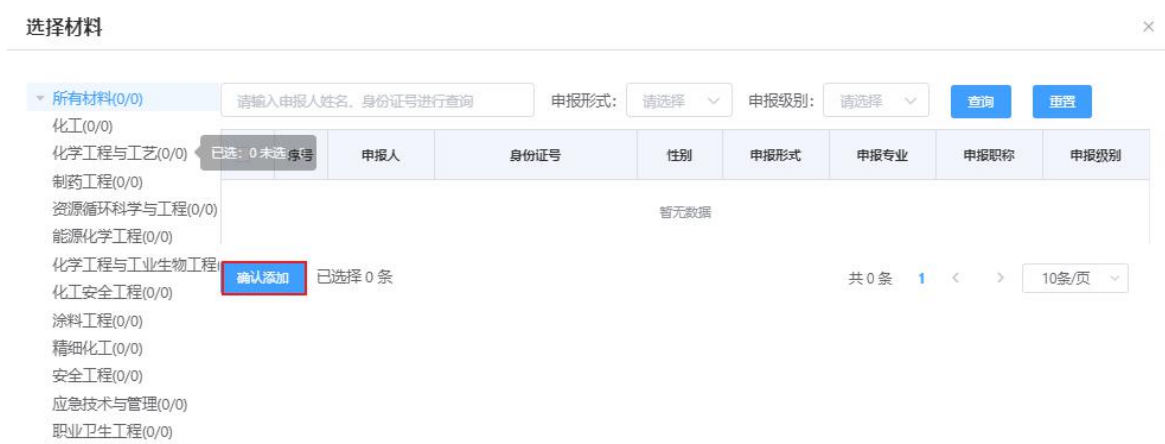 选择材料
所有材料(0/0)
请输入申报人姓名、身份证号进行查询
申报形式：
请选择
申报级别：
请选择
查询
重置
化工(0/0)
化学工程与工艺(0/0)
已选：0 未选
序号
申报人
身份证号
性别
申报形式
申报专业
申报职称
申报级别
制药工程(0/0)
资源循环科学与工程(0/0)
暂无数据
能源化学工程(0/0)
化学工程与工业生物工程(
确认添加
已选择 0 条
共 0 条
1
10条/页
化工安全工程(0/0)
涂料工程(0/0)
精细化工(0/0)
安全工程(0/0)
应急技术与管理(0/0)
职业卫生工程(0/0)